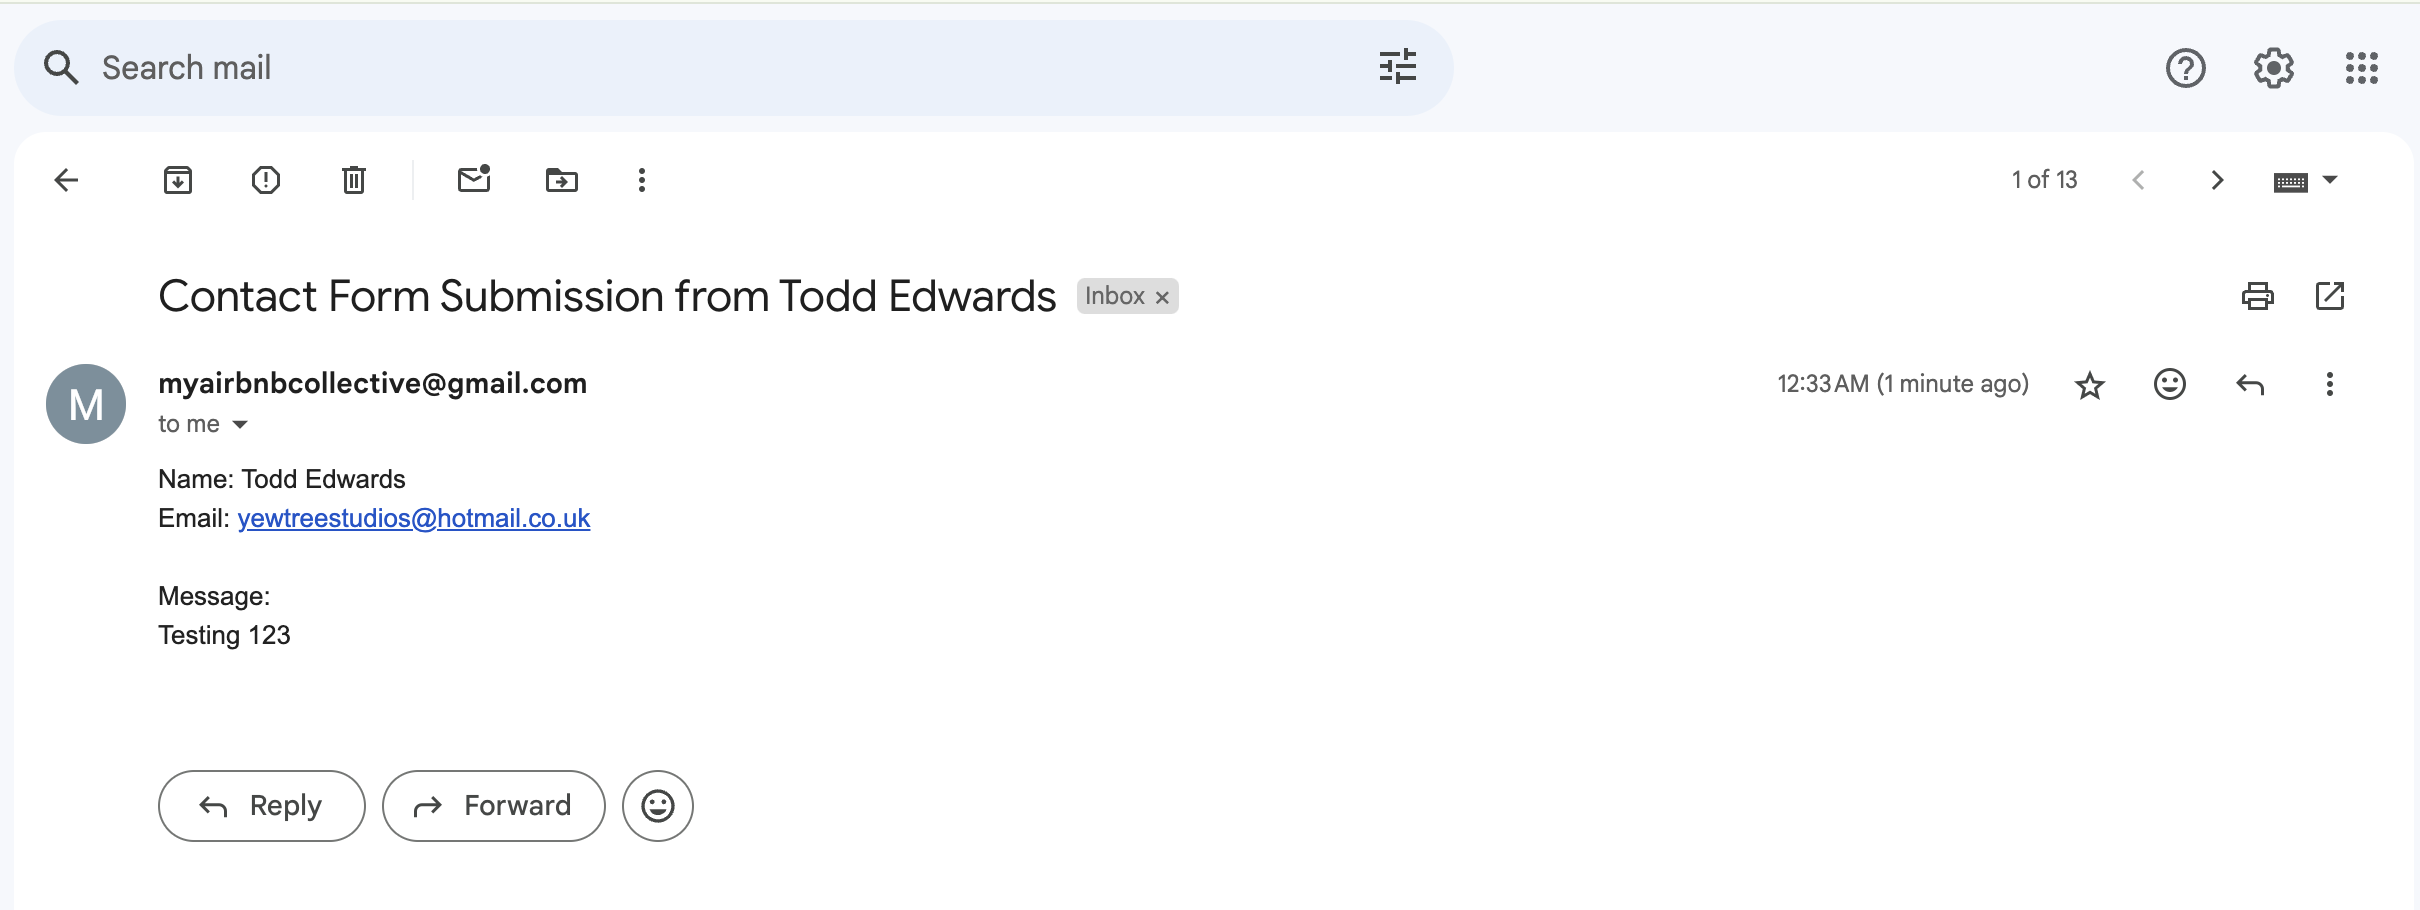 Search mail
1 of 13
Contact Form Submission from Todd Edwards Inbox ×
M
myairbnbcollective@gmail.com 12:33 AM (1 minute ago)
to me
Name: Todd Edwards
Email: yewtreestudios@hotmail.co.uk
Message:
Testing 123
Reply Forward